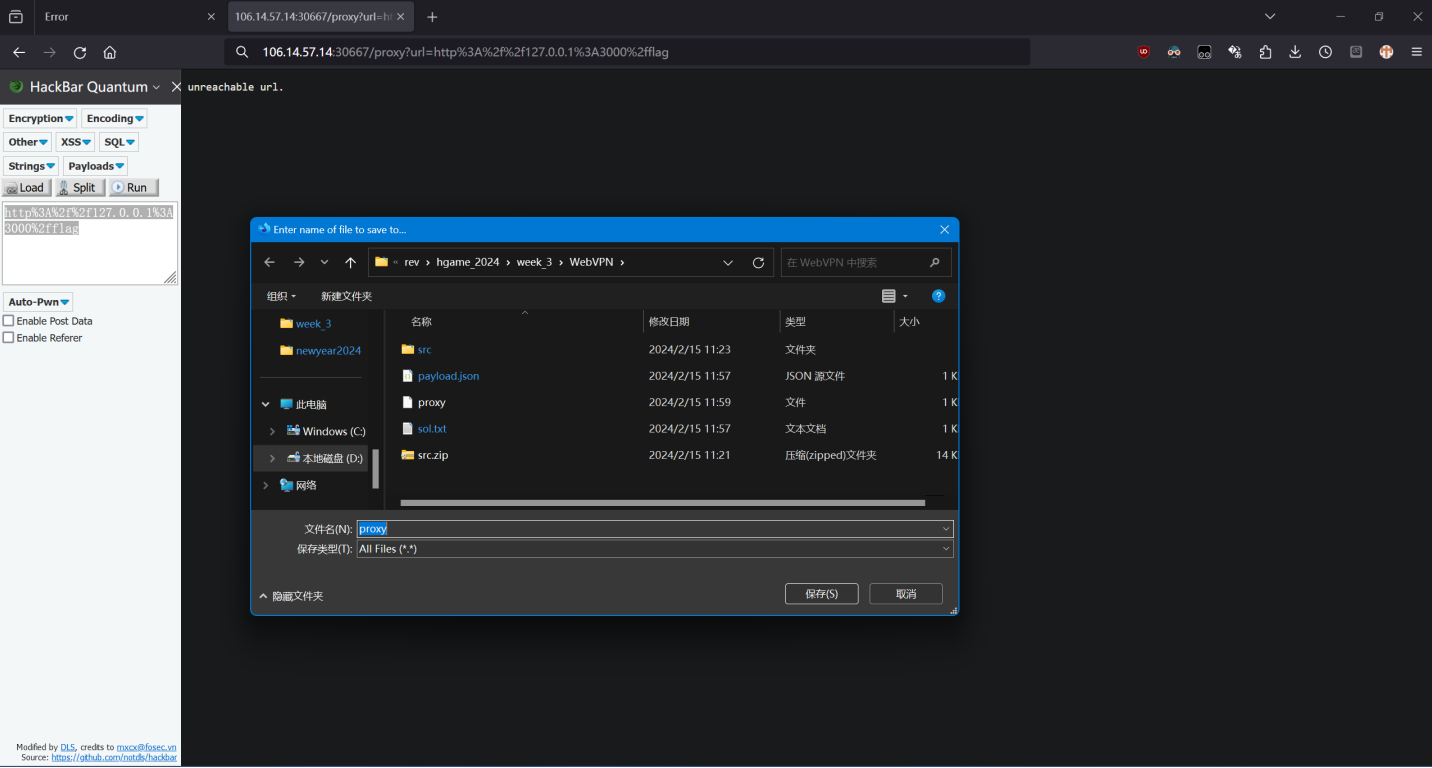 Error
106.14.57.14:30667/proxy?url=ht
106.14.57.14:30667/proxy?url=http%3A%2f%2f127.0.0.1%3A3000%2fflag
HackBar Quantum
unreachable url.
Encryption
Encoding
Other
XSS
SQL
Strings
Payloads
Load
Split
Run
http%3A%2f%2f127.0.0.1%3A
3000%2fflag
Auto-Pwn
Enable Post Data
Enable Referer
Enter name of file to save to...
« rev › hgame_2024 › week_3 › WebVPN ›
在 WebVPN 中搜索
组织
新建文件夹
week_3
newyear2024
此电脑
Windows (C:)
本地磁盘 (D:)
网络
名称 修改日期 类型 大小
src 2024/2/15 11:23 文件夹
payload.json 2024/2/15 11:57 JSON 源文件 1 K
proxy 2024/2/15 11:59 文件 1 K
sol.txt 2024/2/15 11:57 文本文档 1 K
src.zip 2024/2/15 11:21 压缩(zipped)文件夹 14 K
文件名(N): proxy
保存类型(T): All Files (*.*)
隐藏文件夹
保存(S)
取消
Modified by DLS, credits to mxcx@fosec.vn
Source: https://github.com/notdls/hackbar